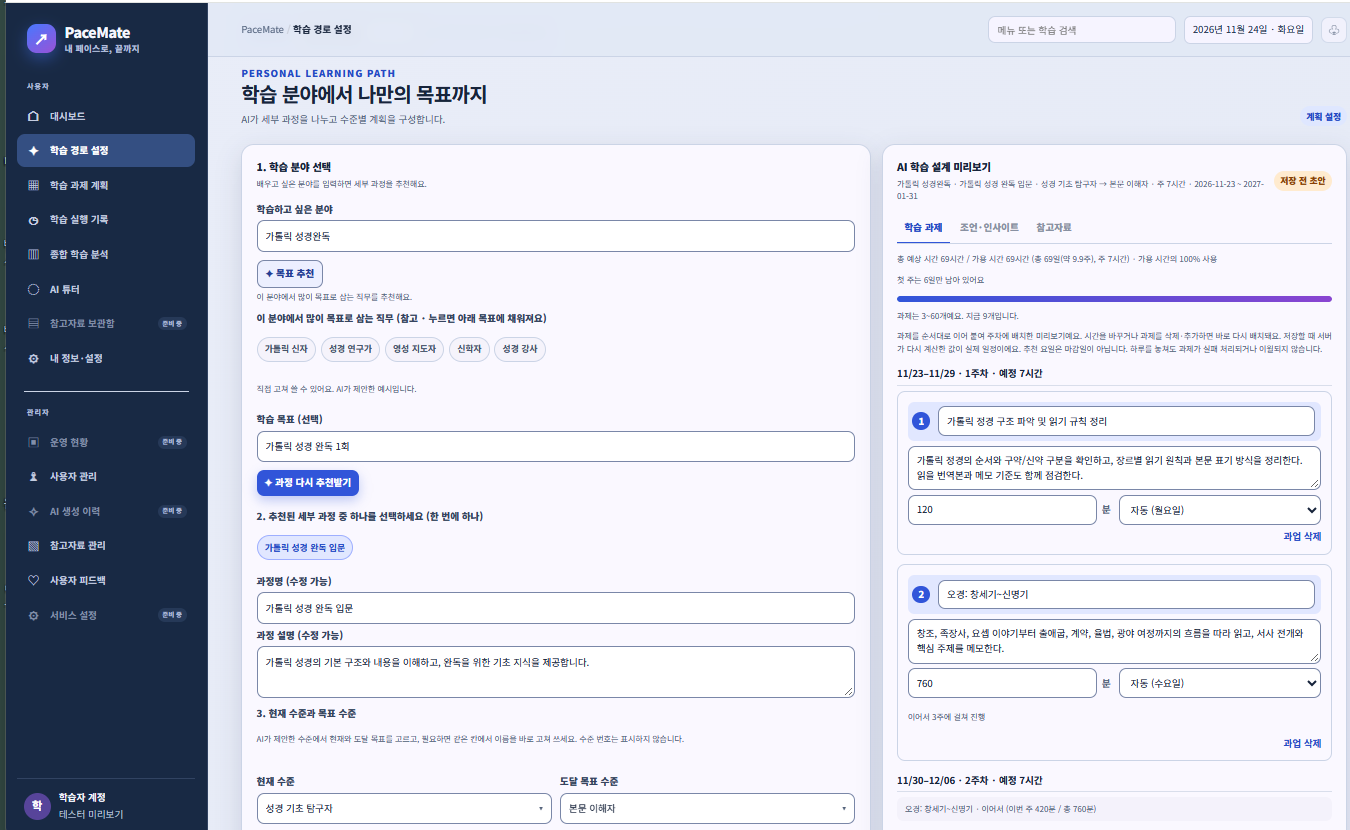 PaceMate
내 페이스로, 끝까지
사용자
대시보드
학습 경로 설정
학습 과제 계획
학습 실행 기록
종합 학습 분석
AI 튜터
참고자료 보관함
준비 중
내 정보·설정
관리자
운영 현황
준비 중
사용자 관리
AI 생성 이력
준비 중
참고자료 관리
사용자 피드백
서비스 설정
준비 중
학
학습자 계정
테스터 미리보기
PaceMate / 학습 경로 설정
메뉴 또는 학습 검색
2026년 11월 24일 · 화요일
PERSONAL LEARNING PATH
학습 분야에서 나만의 목표까지
AI가 세부 과정을 나누고 수준별 계획을 구성합니다.
계획 설정
1. 학습 분야 선택
배우고 싶은 분야를 입력하면 세부 과정을 추천해요.
학습하고 싶은 분야
가톨릭 성경완독
✦ 목표 추천
이 분야에서 많이 목표로 삼는 직무를 추천해요.
이 분야에서 많이 목표로 삼는 직무 (참고 · 누르면 아래 목표에 채워져요)
가톨릭 신자
성경 연구가
영성 지도자
신학자
성경 강사
직접 고쳐 쓸 수 있어요. AI가 제안한 예시입니다.
학습 목표 (선택)
가톨릭 성경 완독 1회
✦ 과정 다시 추천받기
2. 추천된 세부 과정 중 하나를 선택하세요 (한 번에 하나)
가톨릭 성경 완독 입문
과정명 (수정 가능)
가톨릭 성경 완독 입문
과정 설명 (수정 가능)
가톨릭 성경의 기본 구조와 내용을 이해하고, 완독을 위한 기초 지식을 제공합니다.
3. 현재 수준과 목표 수준
AI가 제안한 수준에서 현재와 도달 목표를 고르고, 필요하면 같은 칸에서 이름을 바로 고쳐 쓰세요. 수준 번호는 표시하지 않습니다.
현재 수준
도달 목표 수준
성경 기초 탐구자
본문 이해자
AI 학습 설계 미리보기
가톨릭 성경완독 · 가톨릭 성경 완독 입문 · 성경 기초 탐구자 → 본문 이해자 · 주 7시간 · 2026-11-23 ~ 2027-
01-31
저장 전 초안
학습 과제
조언·인사이트
참고자료
총 예상 시간 69시간 / 가용 시간 69시간 (총 69일(약 9.9주), 주 7시간) · 가용 시간의 100% 사용
첫 주는 6일만 남아 있어요
과제는 3~60개예요. 지금 9개입니다.
과제를 순서대로 이어 붙여 주차에 배치한 미리보기예요. 시간을 바꾸거나 과제를 삭제·추가하면 바로 다시 배치돼요. 저장할 때 서버
가 다시 계산한 값이 실제 일정이에요. 추천 요일은 마감일이 아닙니다. 하루를 놓쳐도 과제가 실패 처리되거나 이월되지 않습니다.
11/23–11/29 · 1주차 · 예정 7시간
1
가톨릭 정경 구조 파악 및 읽기 규칙 정리
가톨릭 정경의 순서와 구약/신약 구분을 확인하고, 장르별 읽기 원칙과 본문 표기 방식을 정리한다.
읽을 번역본과 메모 기준도 함께 점검한다.
120
분
자동 (월요일)
과업 삭제
2
오경: 창세기~신명기
창조, 족장사, 요셉 이야기부터 출애굽, 계약, 율법, 광야 여정까지의 흐름을 따라 읽고, 서사 전개와
핵심 주제를 메모한다.
760
분
자동 (수요일)
이어서 3주에 걸쳐 진행
과업 삭제
11/30–12/06 · 2주차 · 예정 7시간
오경: 창세기~신명기 · 이어서 (이번 주 420분 / 총 760분)